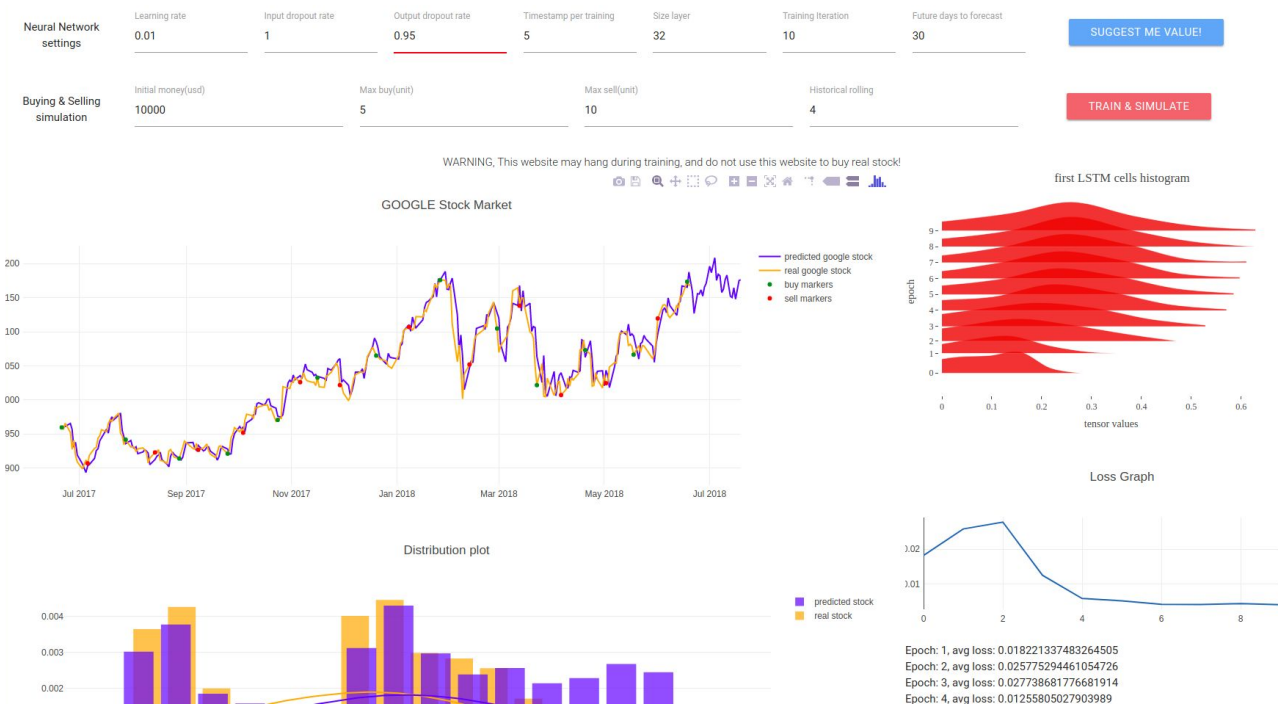 Neural Network settings
Learning rate
0.01
Input dropout rate
1
Output dropout rate
0.95
Timestamp per training
5
Size layer
32
Training Iteration
10
Future days to forecast
30
SUGGEST ME VALUE!
Buying & Selling simulation
Initial money(usd)
10000
Max buy(unit)
5
Max sell(unit)
10
Historical rolling
4
TRAIN & SIMULATE
WARNING, This website may hang during training, and do not use this website to buy real stock!
GOOGLE Stock Market
200
150
100
050
000
950
900
Jul 2017
Sep 2017
Nov 2017
Jan 2018
Mar 2018
May 2018
Jul 2018
predicted google stock
real google stock
buy markers
sell markers
first LSTM cells histogram
epoch
9
8
7
6
5
4
3
2
1
0
0
0.1
0.2
0.3
0.4
0.5
0.6
tensor values
Distribution plot
0.004
0.003
0.002
predicted stock
real stock
Loss Graph
0.02
0.01
0
2
4
6
8
Epoch: 1, avg loss: 0.018221337483264505
Epoch: 2, avg loss: 0.025775294461054726
Epoch: 3, avg loss: 0.027738681776681914
Epoch: 4, avg loss: 0.01255805027903989